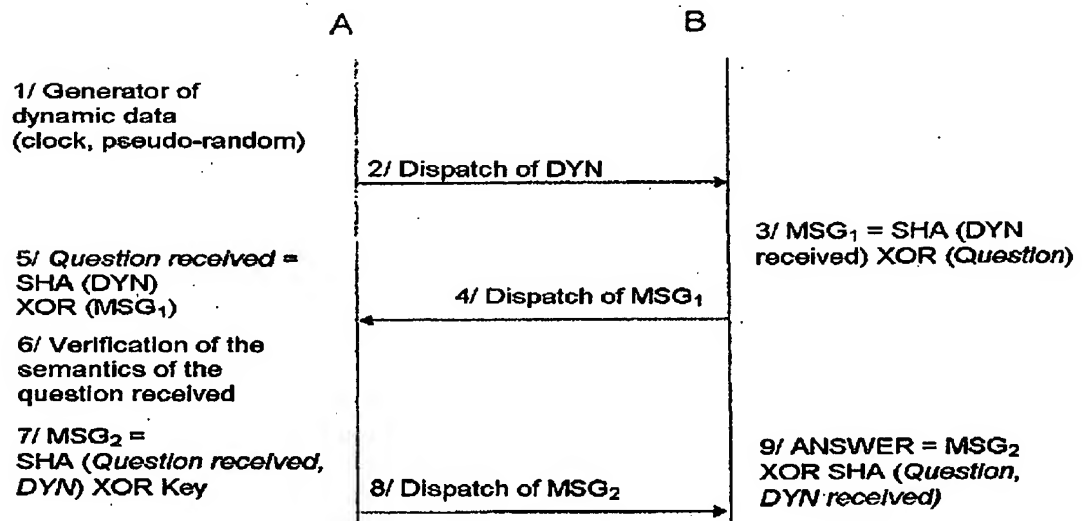 A
B
1/ Generator of
dynamic data
(clock, pseudo-random)
2/ Dispatch of DYN
3/ MSG₁ = SHA (DYN
received) XOR (Question)
4/ Dispatch of MSG₁
5/ Question received =
SHA (DYN)
XOR (MSG₁)
6/ Verification of the
semantics of the
question received
7/ MSG₂ =
SHA (Question received,
DYN) XOR Key
8/ Dispatch of MSG₂
9/ ANSWER = MSG₂
XOR SHA (Question,
DYN received)